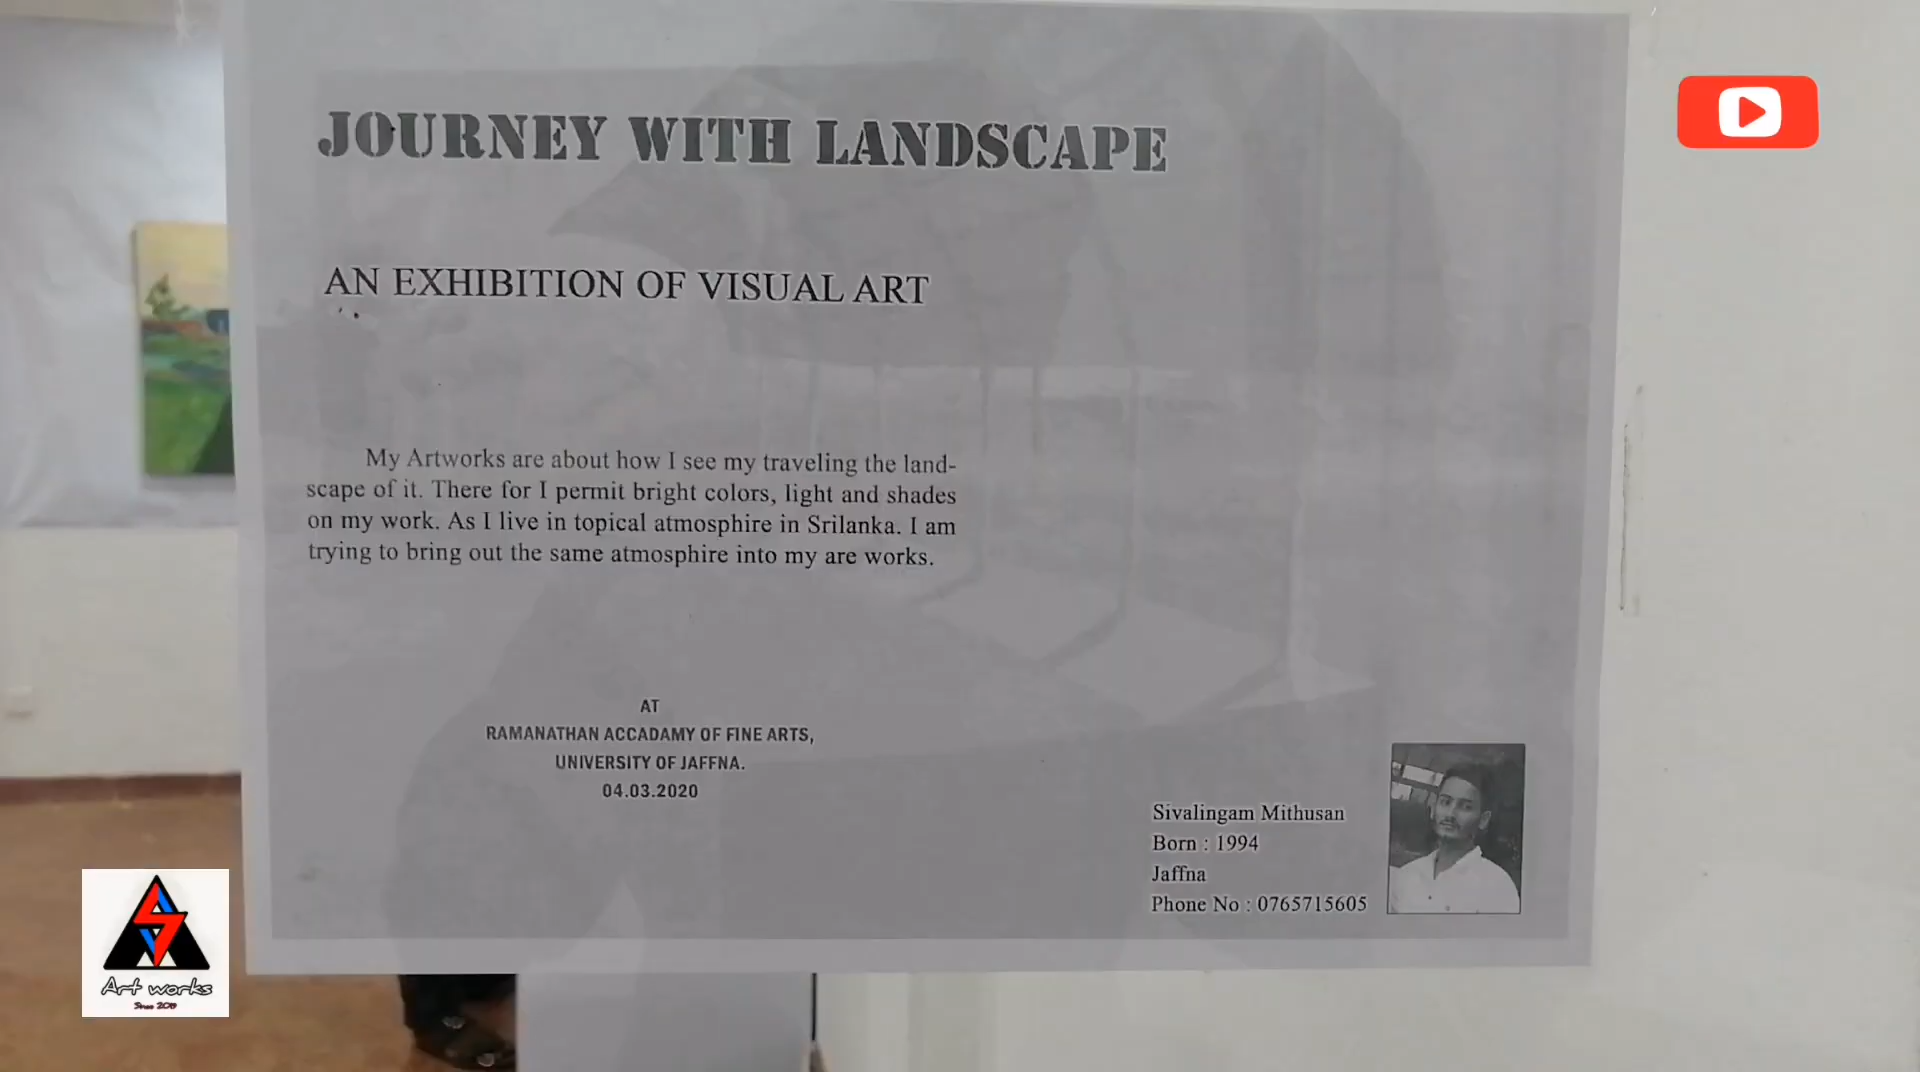 JOURNEY WITH LANDSCAPE
AN EXHIBITION OF VISUAL ART
My Artworks are about how I see my traveling the land-
scape of it. There for I permit bright colors, light and shades
on my work. As I live in topical atmosphire in Srilanka. I am
trying to bring out the same atmosphire into my are works.
AT
RAMANATHAN ACCADAMY OF FINE ARTS,
UNIVERSITY OF JAFFNA.
04.03.2020
Sivalingam Mithusan
Born : 1994
Jaffna
Phone No : 0765715605
Art works
Since 2019